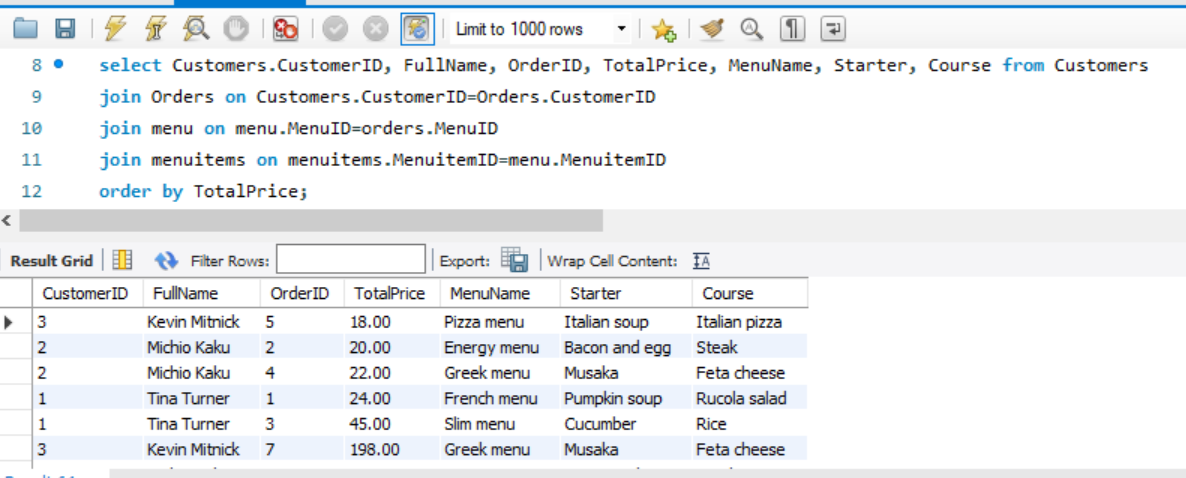 Limit to 1000 rows
8 select Customers.CustomerID, FullName, OrderID, TotalPrice, MenuName, Starter, Course from Customers
9 join Orders on Customers.CustomerID=Orders.CustomerID
10 join menu on menu.MenuID=orders.MenuID
11 join menuitems on menuitems.MenuitemID=menu.MenuitemID
12 order by TotalPrice;
Result Grid Filter Rows: Export: Wrap Cell Content:
CustomerID FullName OrderID TotalPrice MenuName Starter Course
3 Kevin Mitnick 5 18.00 Pizza menu Italian soup Italian pizza
2 Michio Kaku 2 20.00 Energy menu Bacon and egg Steak
2 Michio Kaku 4 22.00 Greek menu Musaka Feta cheese
1 Tina Turner 1 24.00 French menu Pumpkin soup Rucola salad
1 Tina Turner 3 45.00 Slim menu Cucumber Rice
3 Kevin Mitnick 7 198.00 Greek menu Musaka Feta cheese